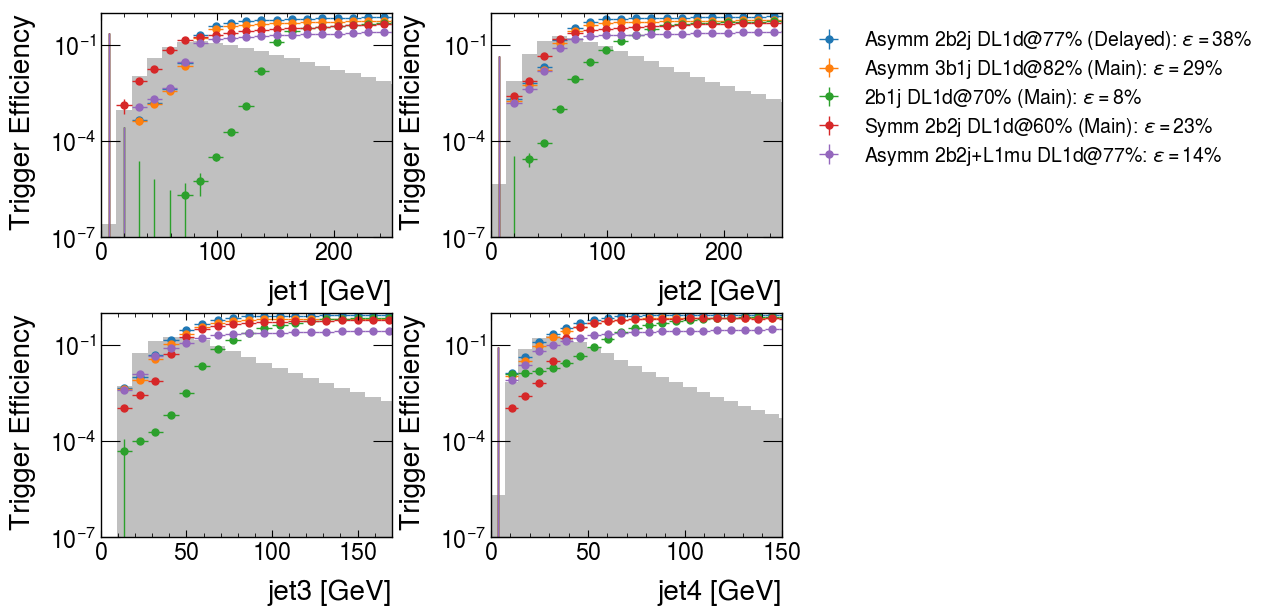 Trigger Efficiency
10⁻¹
10⁻⁴
10⁻⁷
0 100 200
jet1 [GeV]
Trigger Efficiency
10⁻¹
10⁻⁴
10⁻⁷
0 100 200
jet2 [GeV]
Asymm 2b2j DL1d@77% (Delayed): ε = 38%
Asymm 3b1j DL1d@82% (Main): ε = 29%
2b1j DL1d@70% (Main): ε = 8%
Symm 2b2j DL1d@60% (Main): ε = 23%
Asymm 2b2j+L1mu DL1d@77%: ε = 14%
Trigger Efficiency
10⁻¹
10⁻⁴
10⁻⁷
0 50 100 150
jet3 [GeV]
Trigger Efficiency
10⁻¹
10⁻⁴
10⁻⁷
0 50 100 150
jet4 [GeV]